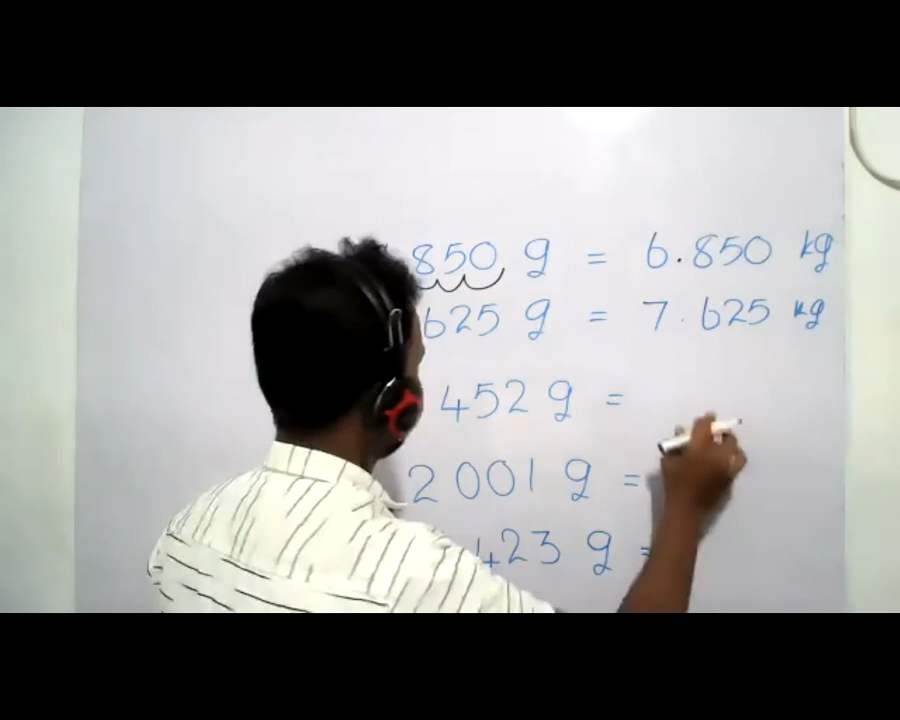 850 g = 6.850 kg
625 g = 7.625 kg
452 g =
2001 g =
423 g =